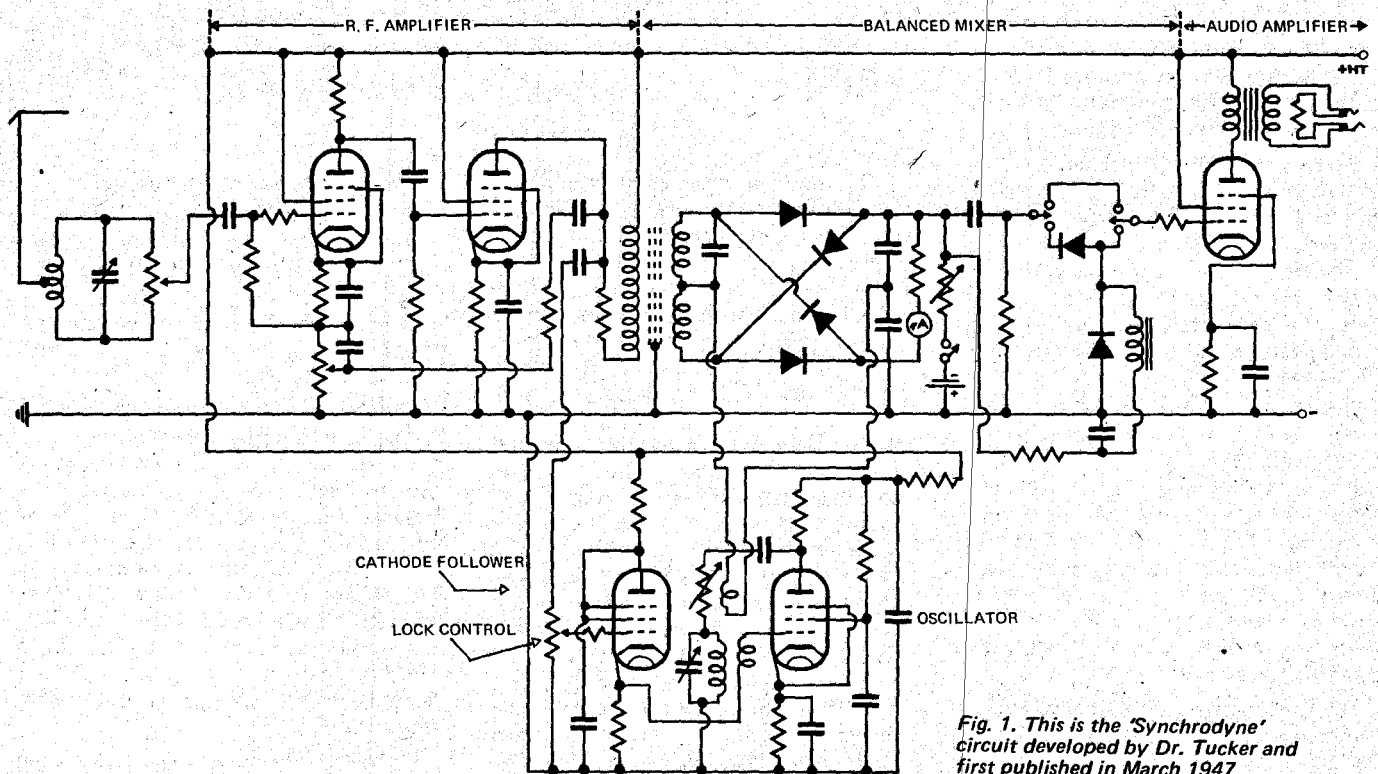 R. F. AMPLIFIER
BALANCED MIXER
AUDIO AMPLIFIER
+HT
A
-
+
-
CATHODE FOLLOWER
LOCK CONTROL
OSCILLATOR
Fig. 1. This is the 'Synchrodyne'
circuit developed by Dr. Tucker and
first published in March 1947